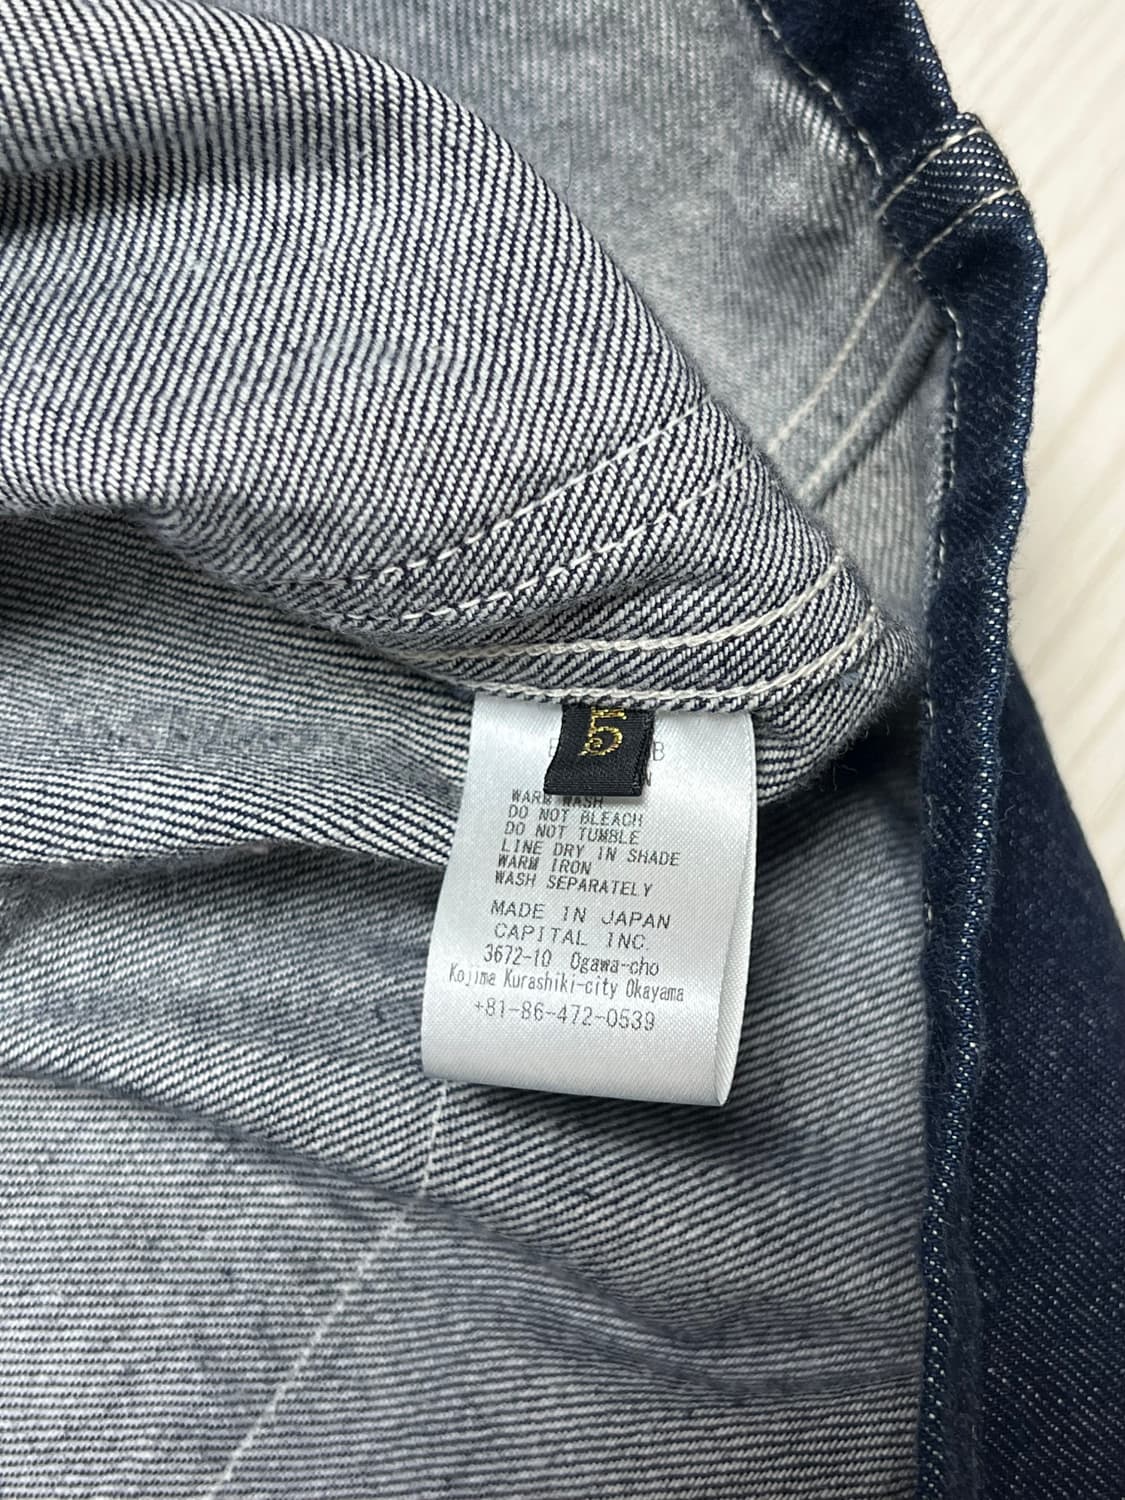 5
WARM WASH
DO NOT BLEACH
DO NOT TUMBLE
LINE DRY IN SHADE
WARM IRON
WASH SEPARATELY
MADE IN JAPAN
CAPITAL INC.
3672-10 Ogawa-cho
Kojima Kurashiki-city Okayama
+81-86-472-0539